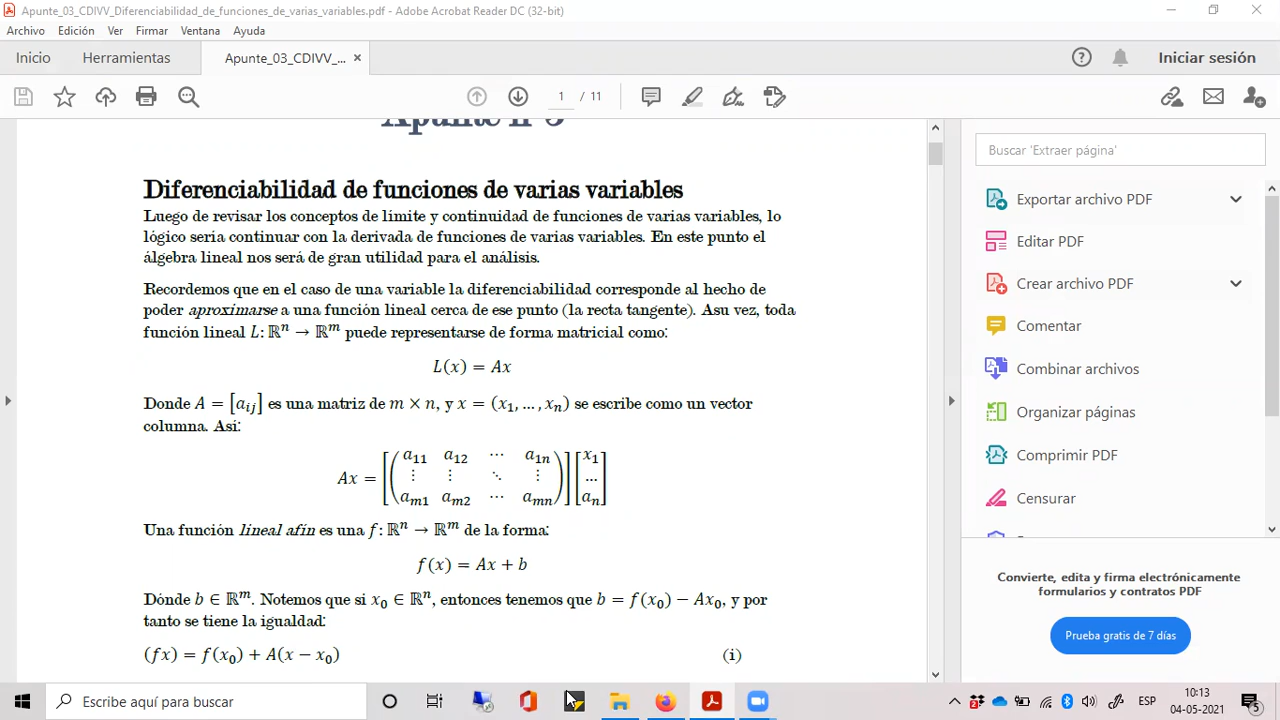 Apunte_03_CDIVV_Diferenciabilidad_de_funciones_de_varias_variables.pdf - Adobe Acrobat Reader DC (32-bit)
Archivo Edición Ver Firmar Ventana Ayuda
Inicio Herramientas Apunte_03_CDIVV_... × Iniciar sesión
1 / 11
Apunte n°3
Diferenciabilidad de funciones de varias variables
Luego de revisar los conceptos de límite y continuidad de funciones de varias variables, lo
lógico sería continuar con la derivada de funciones de varias variables. En este punto el
álgebra lineal nos será de gran utilidad para el análisis.
Recordemos que en el caso de una variable la diferenciabilidad corresponde al hecho de
poder aproximarse a una función lineal cerca de ese punto (la recta tangente). Asu vez, toda
función lineal L: ℝⁿ → ℝᵐ puede representarse de forma matricial como:
L(x) = Ax
Donde A = [aᵢⱼ] es una matriz de m × n, y x = (x₁, … , xₙ) se escribe como un vector
columna. Así:
a₁₁ a₁₂ ⋯ a₁ₙ x₁
Ax = [( ⋮ ⋮ ⋱ ⋮ )] [ … ]
aₘ₁ aₘ₂ ⋯ aₘₙ aₙ
Una función lineal afín es una f: ℝⁿ → ℝᵐ de la forma:
f(x) = Ax + b
Dónde b ∈ ℝᵐ. Notemos que si x₀ ∈ ℝⁿ, entonces tenemos que b = f(x₀) − Ax₀, y por
tanto se tiene la igualdad:
(fx) = f(x₀) + A(x − x₀) (i)
Buscar 'Extraer página'
Exportar archivo PDF
Editar PDF
Crear archivo PDF
Comentar
Combinar archivos
Organizar páginas
Comprimir PDF
Censurar
Convierte, edita y firma electrónicamente
formularios y contratos PDF
Prueba gratis de 7 días
Escribe aquí para buscar
ESP
10:13
04-05-2021
2
5